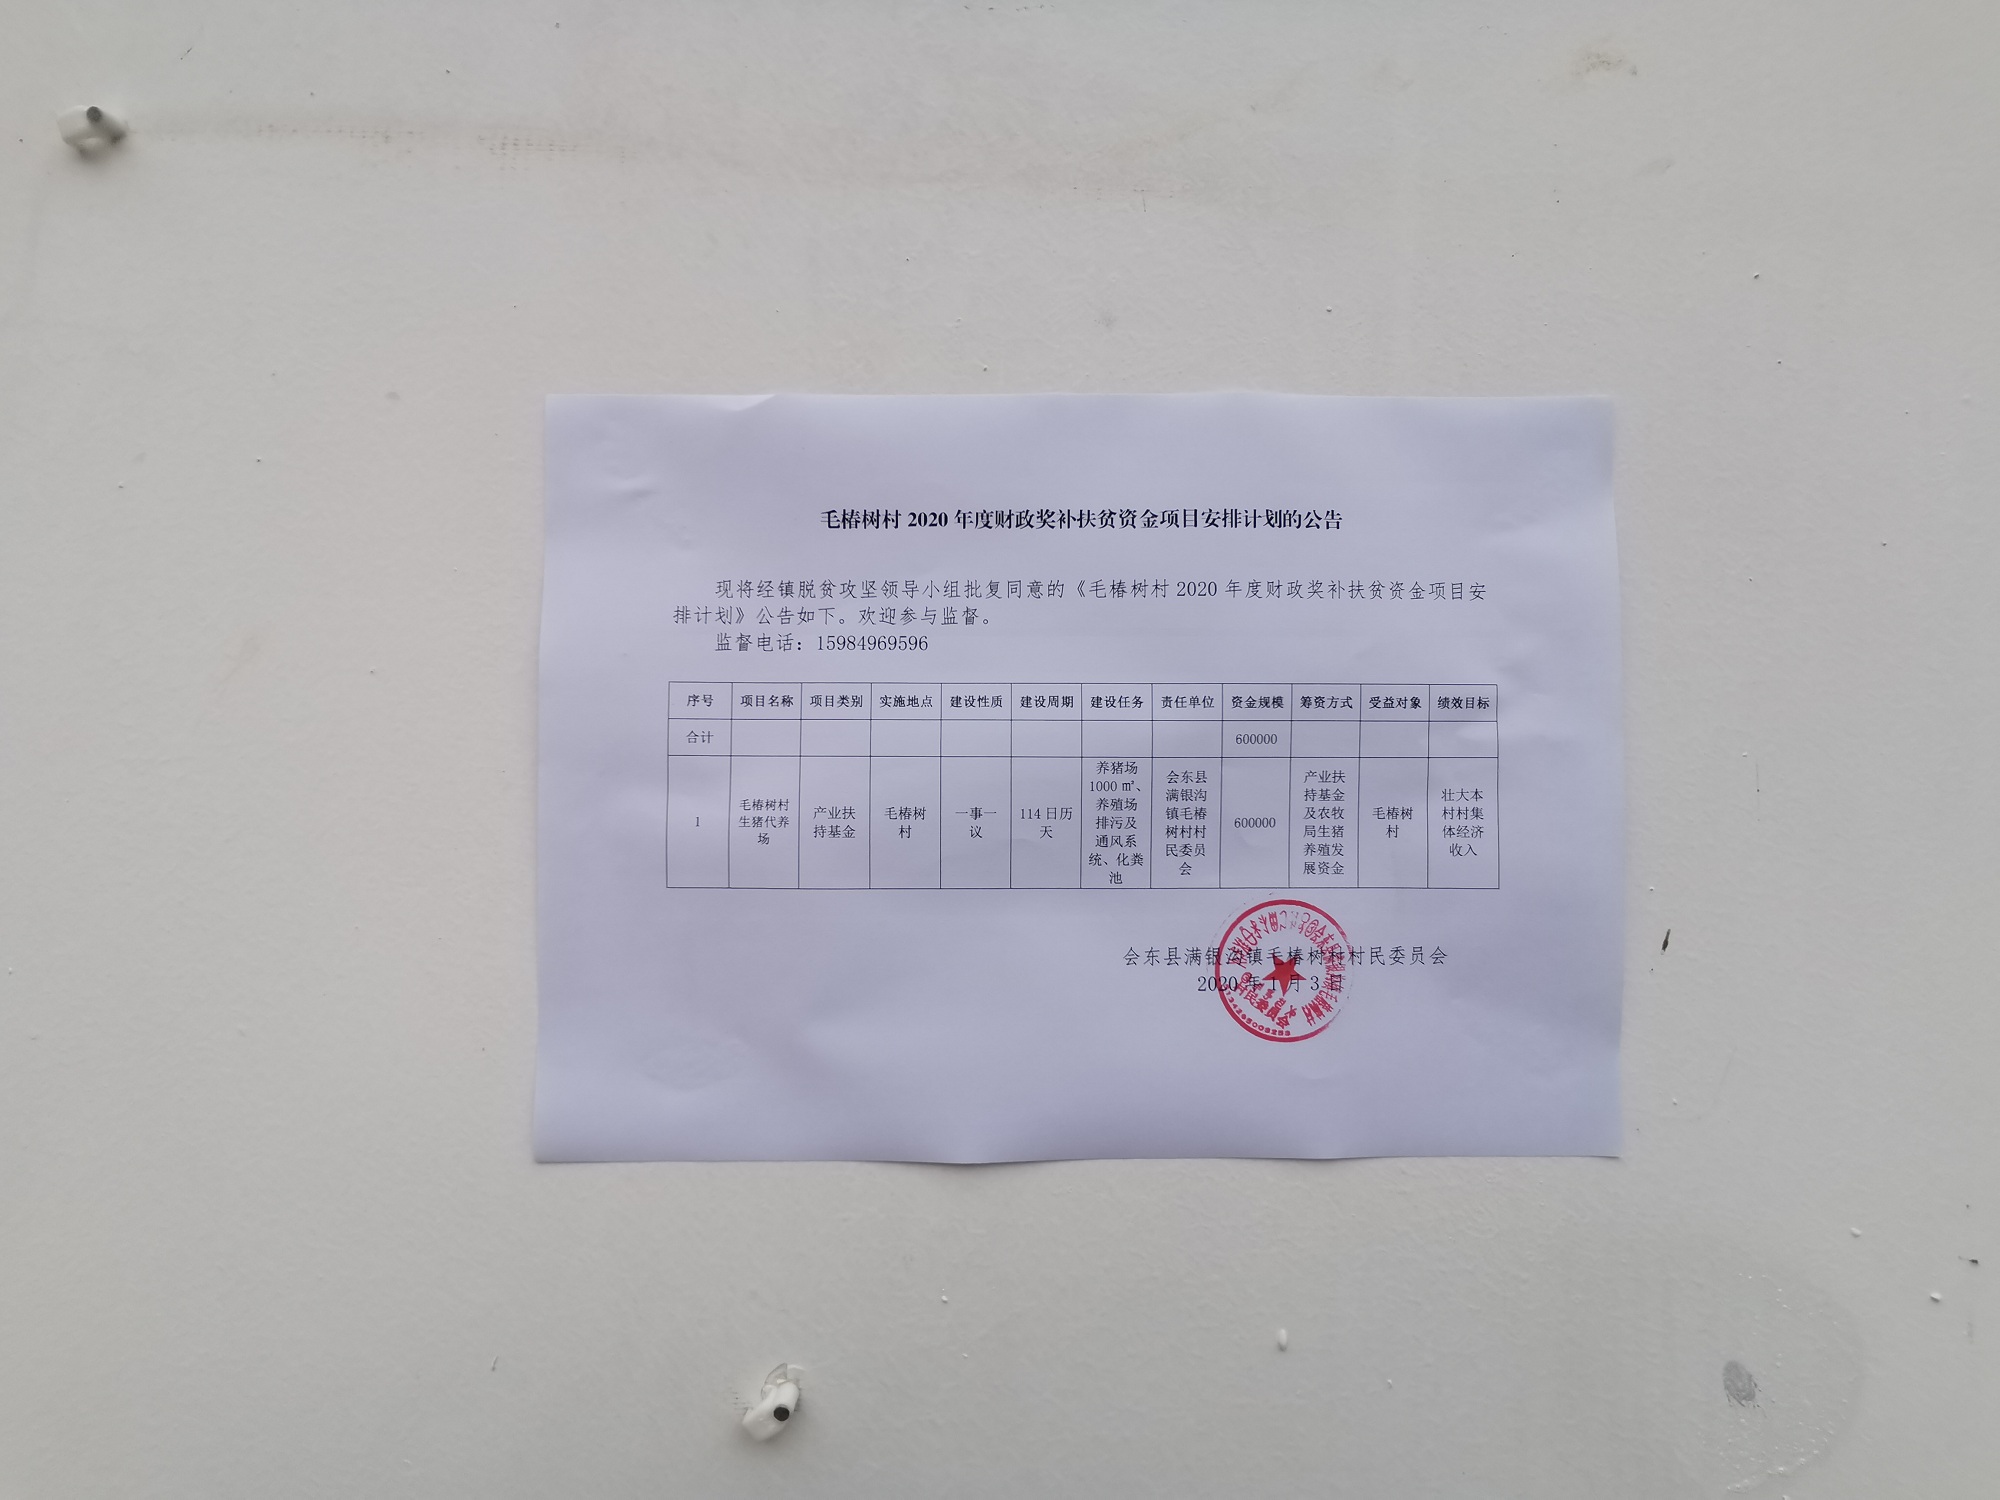 毛椿树村 2020 年度财政奖补扶贫资金项目安排计划的公告
现将经镇脱贫攻坚领导小组批复同意的《毛椿树村 2020 年度财政奖补扶贫资金项目安
排计划》公告如下。欢迎参与监督。
监督电话：15984969596
序号 项目名称 项目类别 实施地点 建设性质 建设周期 建设任务 责任单位 资金规模 筹资方式 受益对象 绩效目标
合计 600000
1
毛椿树村
生猪代养
场
产业扶
持基金
毛椿树
村
一事一
议
114 日历
天
养猪场
1000 ㎡、
养殖场
排污及
通风系
统、化粪
池
会东县
满银沟
镇毛椿
树村村
民委员
会
600000
产业扶
持基金
及农牧
局生猪
养殖发
展资金
毛椿树
村
壮大本
村村集
体经济
收入
会东县满银沟镇毛椿树村村民委员会
2020 年 1 月 3 日